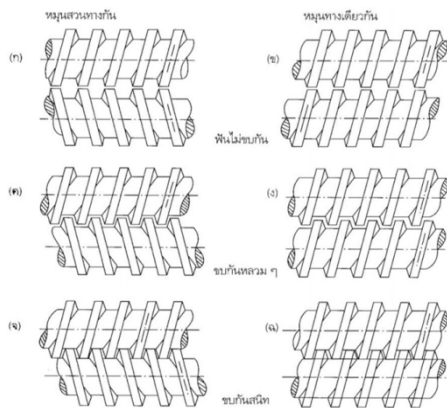 หมุนสวนทางกัน
หมุนทางเดียวกัน
(ก)
(ข)
ฟันไม่ขบกัน
(ค)
(ง)
ขบกันหลวม ๆ
(จ)
(ฉ)
ขบกันสนิท